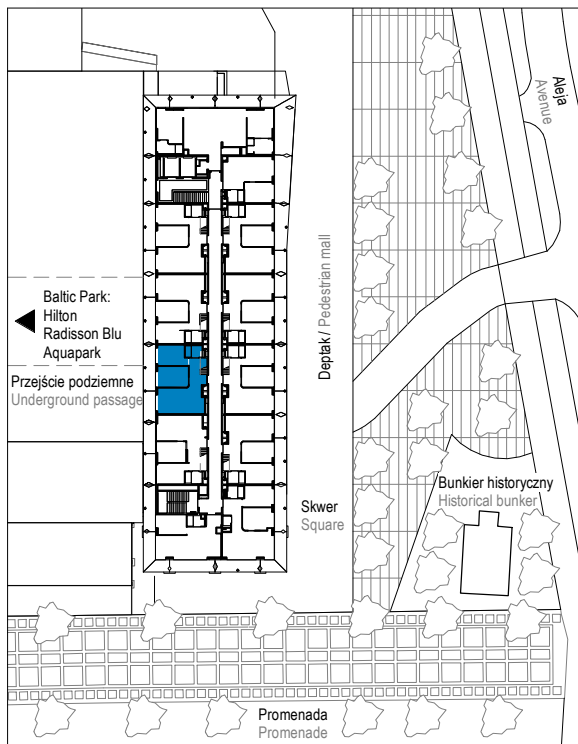 Aleja
Avenue
Deptak / Pedestrian mall
Baltic Park:
Hilton
Radisson Blu
Aquapark
Przejście podziemne
Underground passage
Bunkier historyczny
Historical bunker
Skwer
Square
Promenada
Promenade